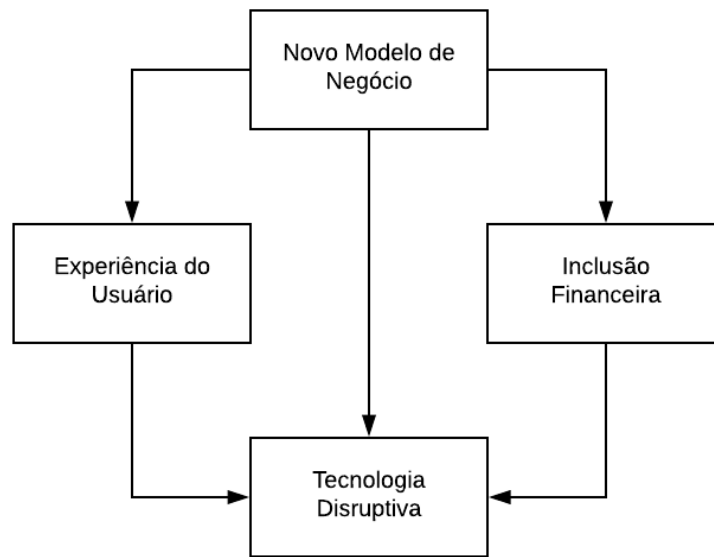 Novo Modelo de
Negócio
Experiência do
Usuário
Inclusão
Financeira
Tecnologia
Disruptiva